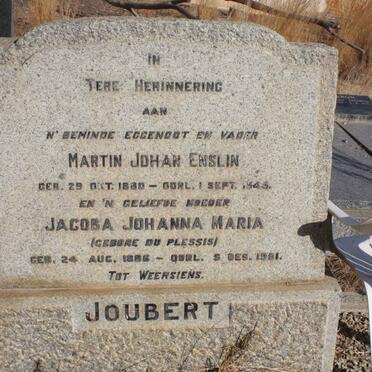 IN
TERE HERINNERING
AAN
N' BEMINDE EGGENOOT EN VADER
MARTIN JOHAN ENSLIN
GEB. 29 OKT. 1880 – OORL. 1 SEPT. 1945.
EN 'N GELIEFDE MOEDER
JACOBA JOHANNA MARIA
(GEBORE DU PLESSIS)
GEB. 24 AUG. 1886 – OORL. 5 DES. 1961.
TOT WEERSIENS.
JOUBERT